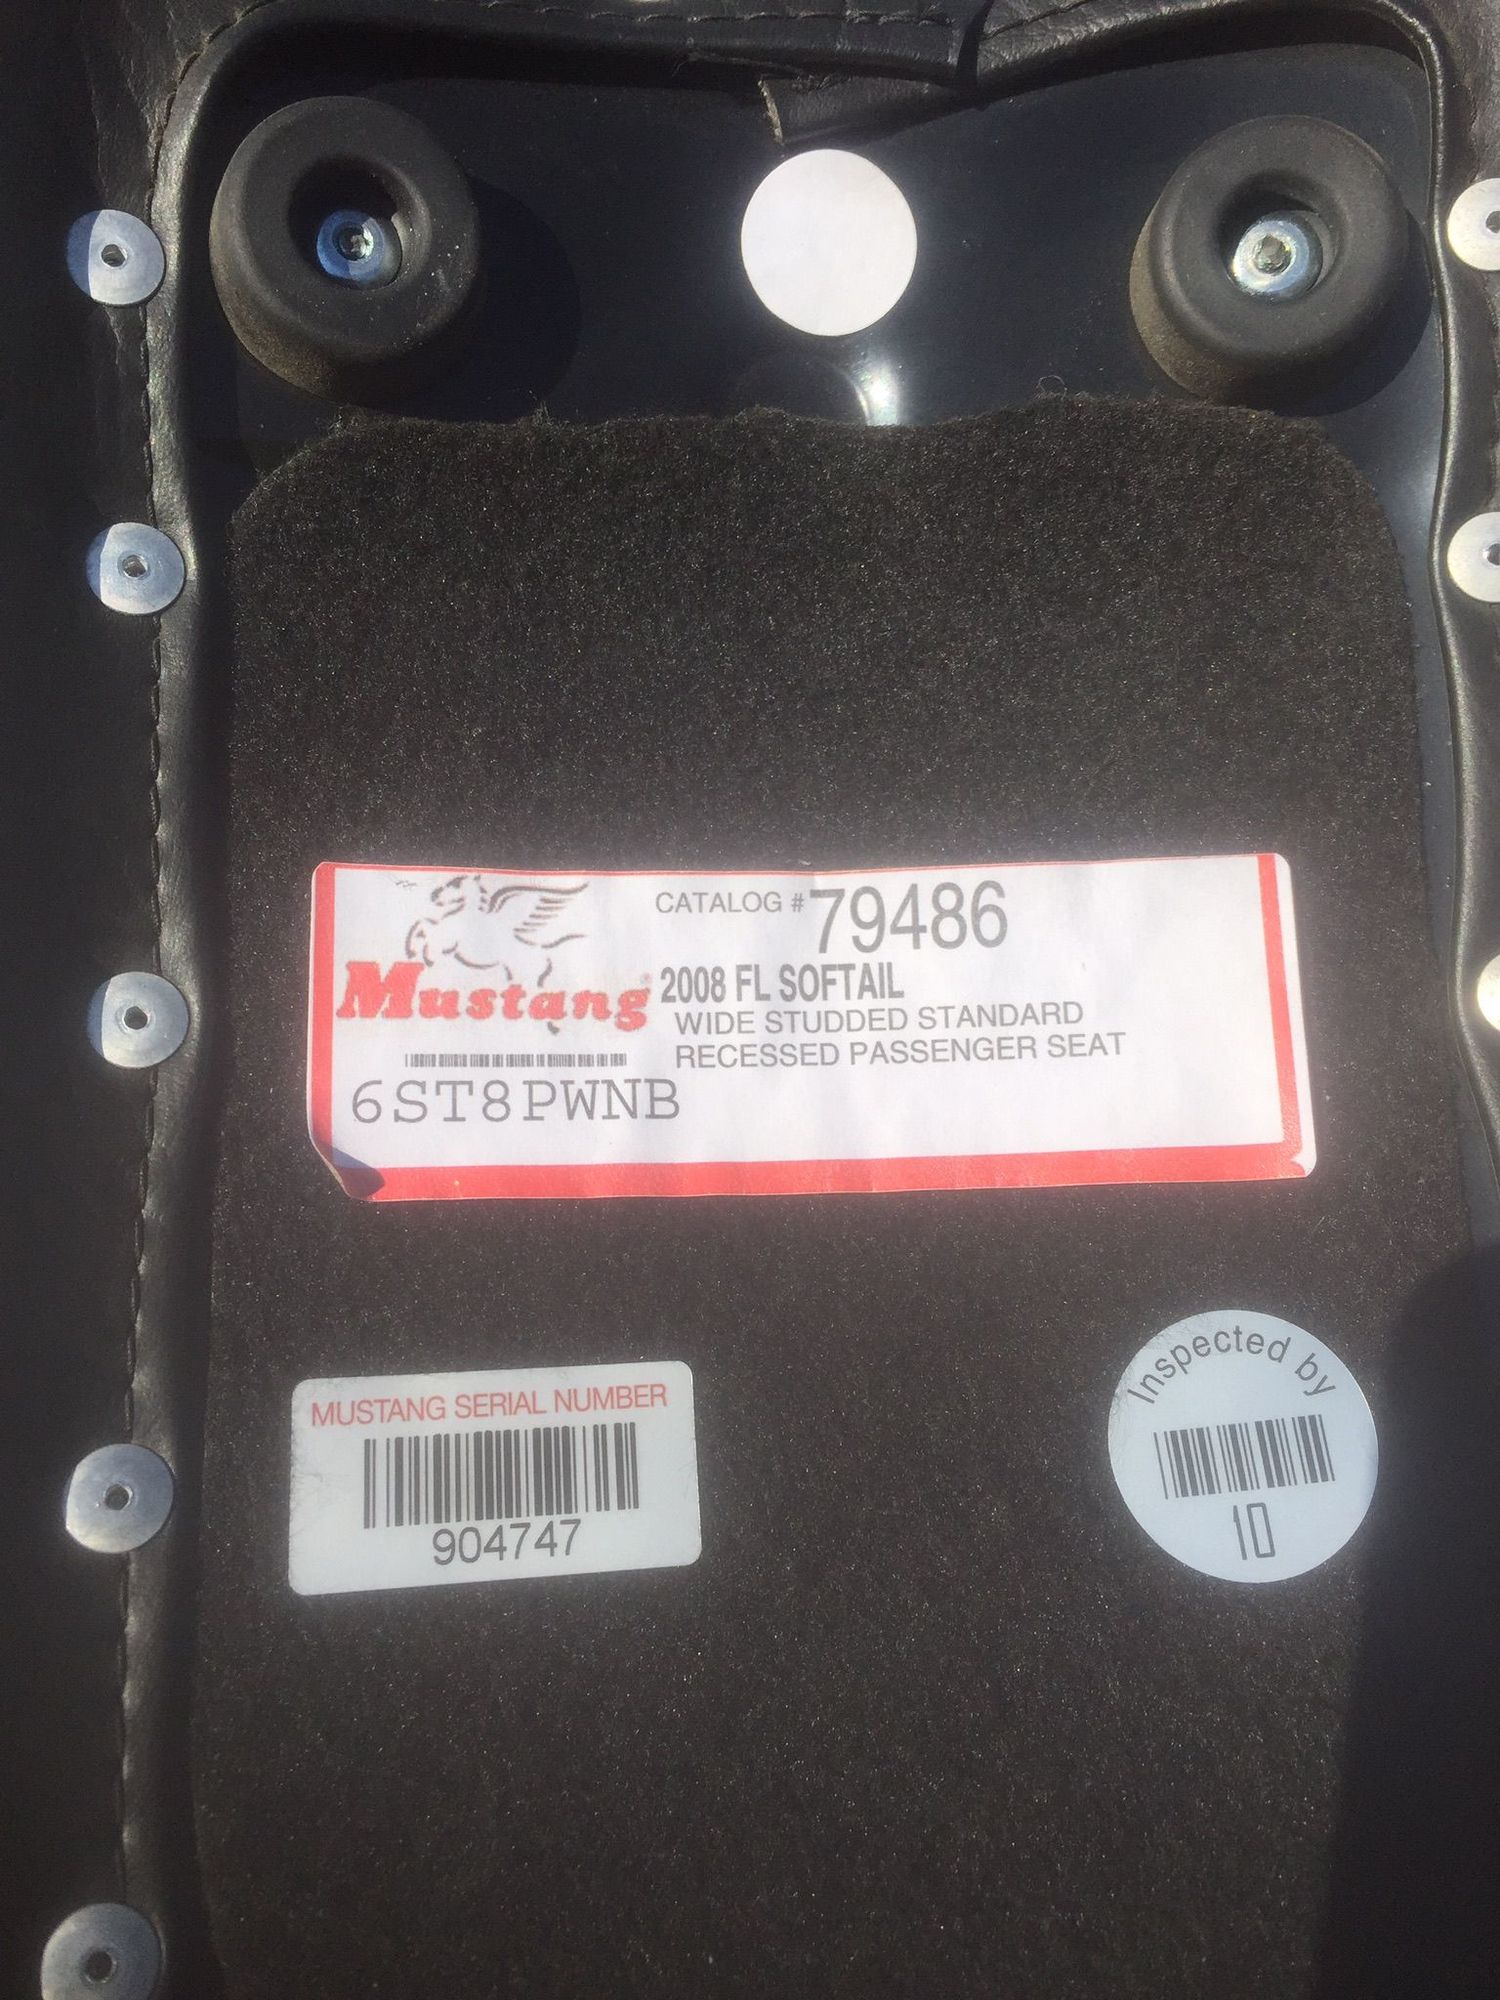 CATALOG # 79486
Mustang
2008 FL SOFTAIL
WIDE STUDDED STANDARD
RECESSED PASSENGER SEAT
6ST8PWNB
MUSTANG SERIAL NUMBER
904747
Inspected by
10